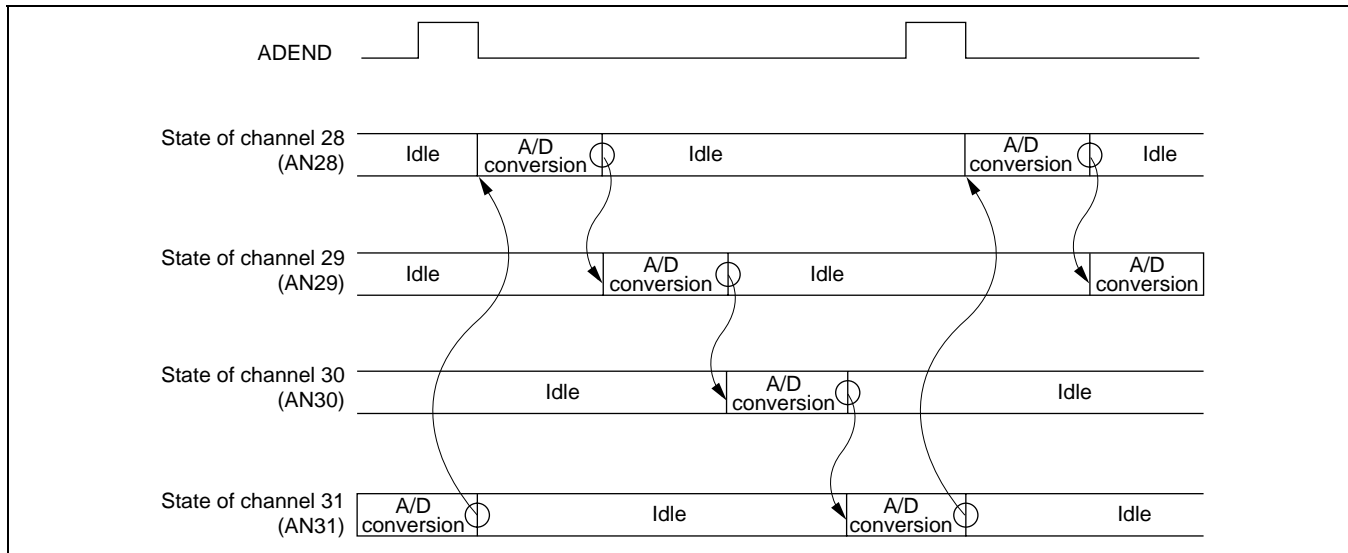 ADEND
State of channel 28
(AN28)
Idle
A/D
conversion
Idle
A/D
conversion
Idle
State of channel 29
(AN29)
Idle
A/D
conversion
Idle
A/D
conversion
State of channel 30
(AN30)
Idle
A/D
conversion
Idle
State of channel 31
(AN31)
A/D
conversion
Idle
A/D
conversion
Idle